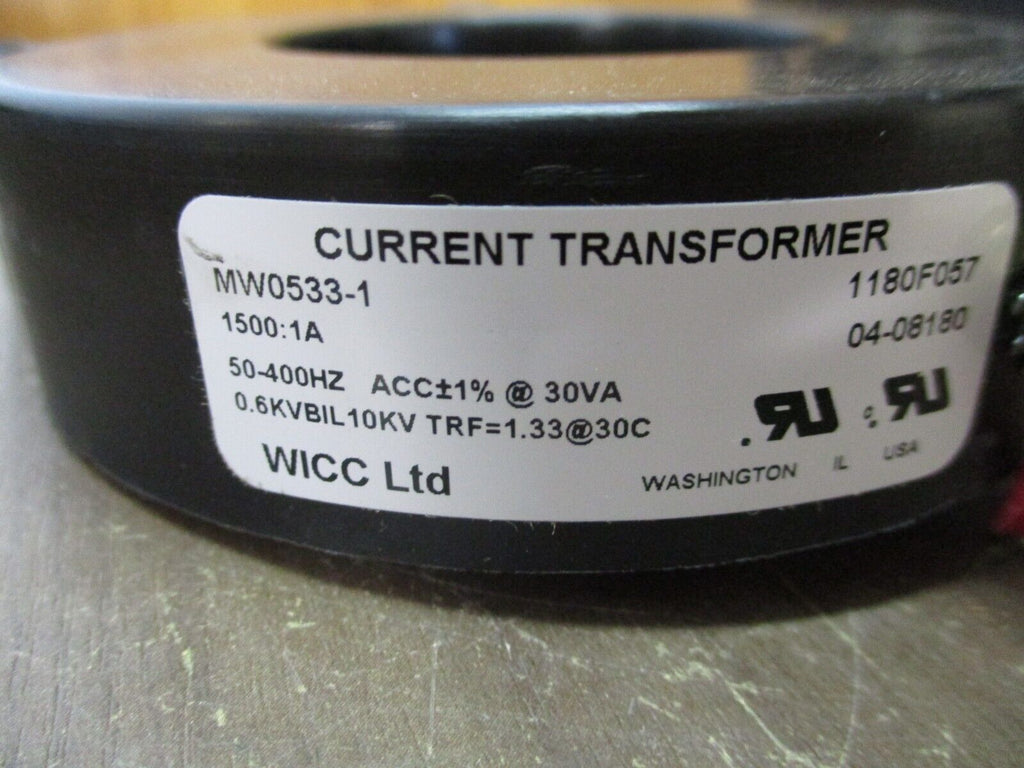 CURRENT TRANSFORMER
MW0533-1 1180F057
1500:1A 04-08180
50-400HZ ACC±1% @ 30VA
0.6KVBIL10KV TRF=1.33@30C
WICC Ltd
WASHINGTON IL USA